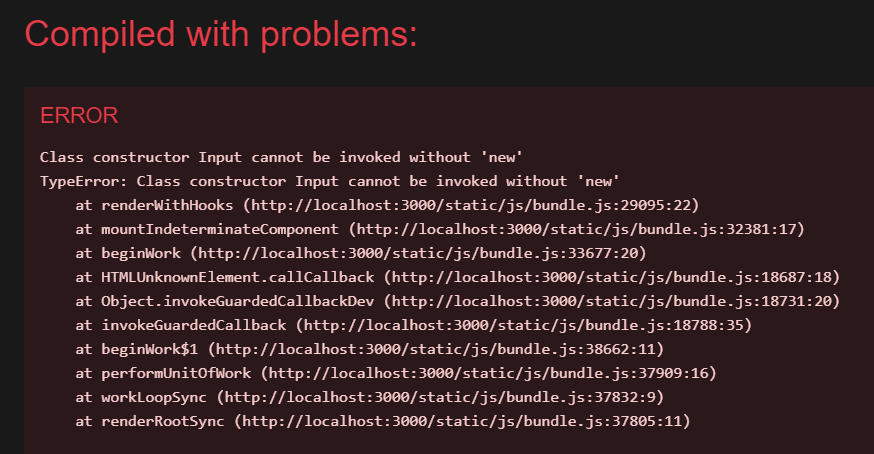 Compiled with problems:
ERROR
Class constructor Input cannot be invoked without 'new'
TypeError: Class constructor Input cannot be invoked without 'new'
at renderWithHooks (http://localhost:3000/static/js/bundle.js:29095:22)
at mountIndeterminateComponent (http://localhost:3000/static/js/bundle.js:32381:17)
at beginWork (http://localhost:3000/static/js/bundle.js:33677:20)
at HTMLUnknownElement.callCallback (http://localhost:3000/static/js/bundle.js:18687:18)
at Object.invokeGuardedCallbackDev (http://localhost:3000/static/js/bundle.js:18731:20)
at invokeGuardedCallback (http://localhost:3000/static/js/bundle.js:18788:35)
at beginWork$1 (http://localhost:3000/static/js/bundle.js:38662:11)
at performUnitOfWork (http://localhost:3000/static/js/bundle.js:37909:16)
at workLoopSync (http://localhost:3000/static/js/bundle.js:37832:9)
at renderRootSync (http://localhost:3000/static/js/bundle.js:37805:11)